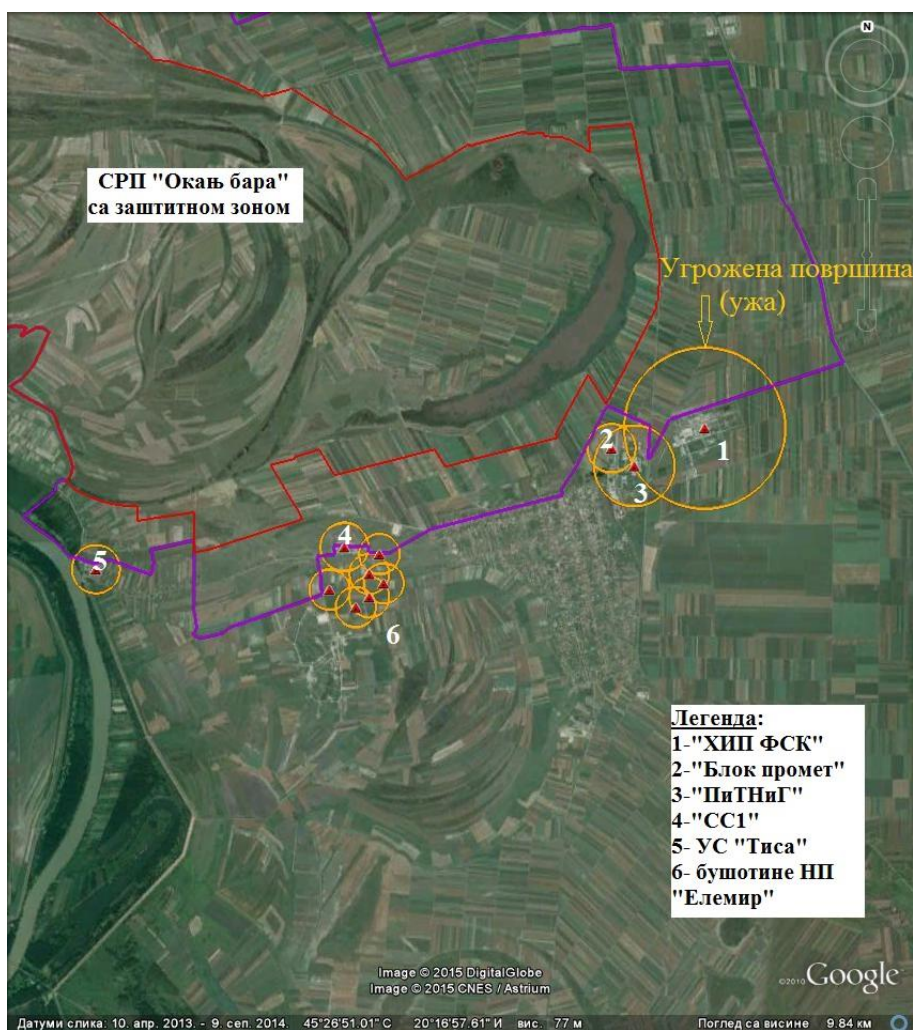 N
СРП "Окањ бара"
са заштитном зоном
Угрожена површина
(ужа)
1
2
3
4
5
6
Легенда:
1-"ХИП ФСК"
2-"Блок промет"
3-"ПиТНиГ"
4-"СС1"
5- УС "Тиса"
6- бушотине НП
"Елемир"
Image © 2015 DigitalGlobe
Image © 2015 CNES / Astrium
©2010 Google
Датуми слика: 10. апр. 2013. - 9. сеп. 2014. 45°26'51.01" С 20°16'57.61" И вис. 77 м Поглед са висине 9.84 км